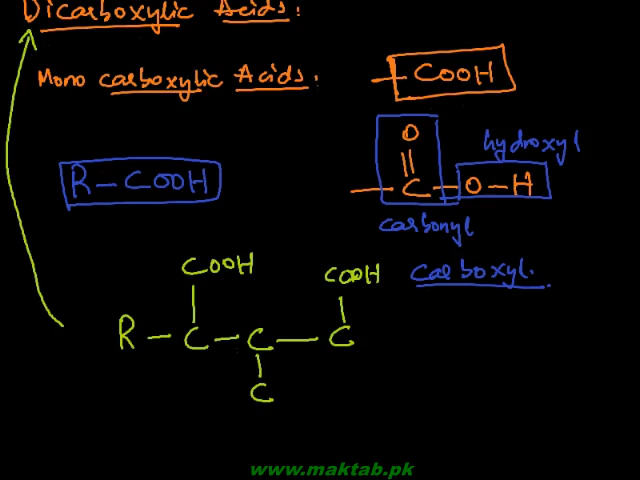 Dicarboxylic Acids:
Mono carboxylic Acids: — COOH
O
||
hydroxyl
R – COOH
— C – O – H
carbonyl
COOH COOH carboxyl.
R – C – C — C
C
www.maktab.pk